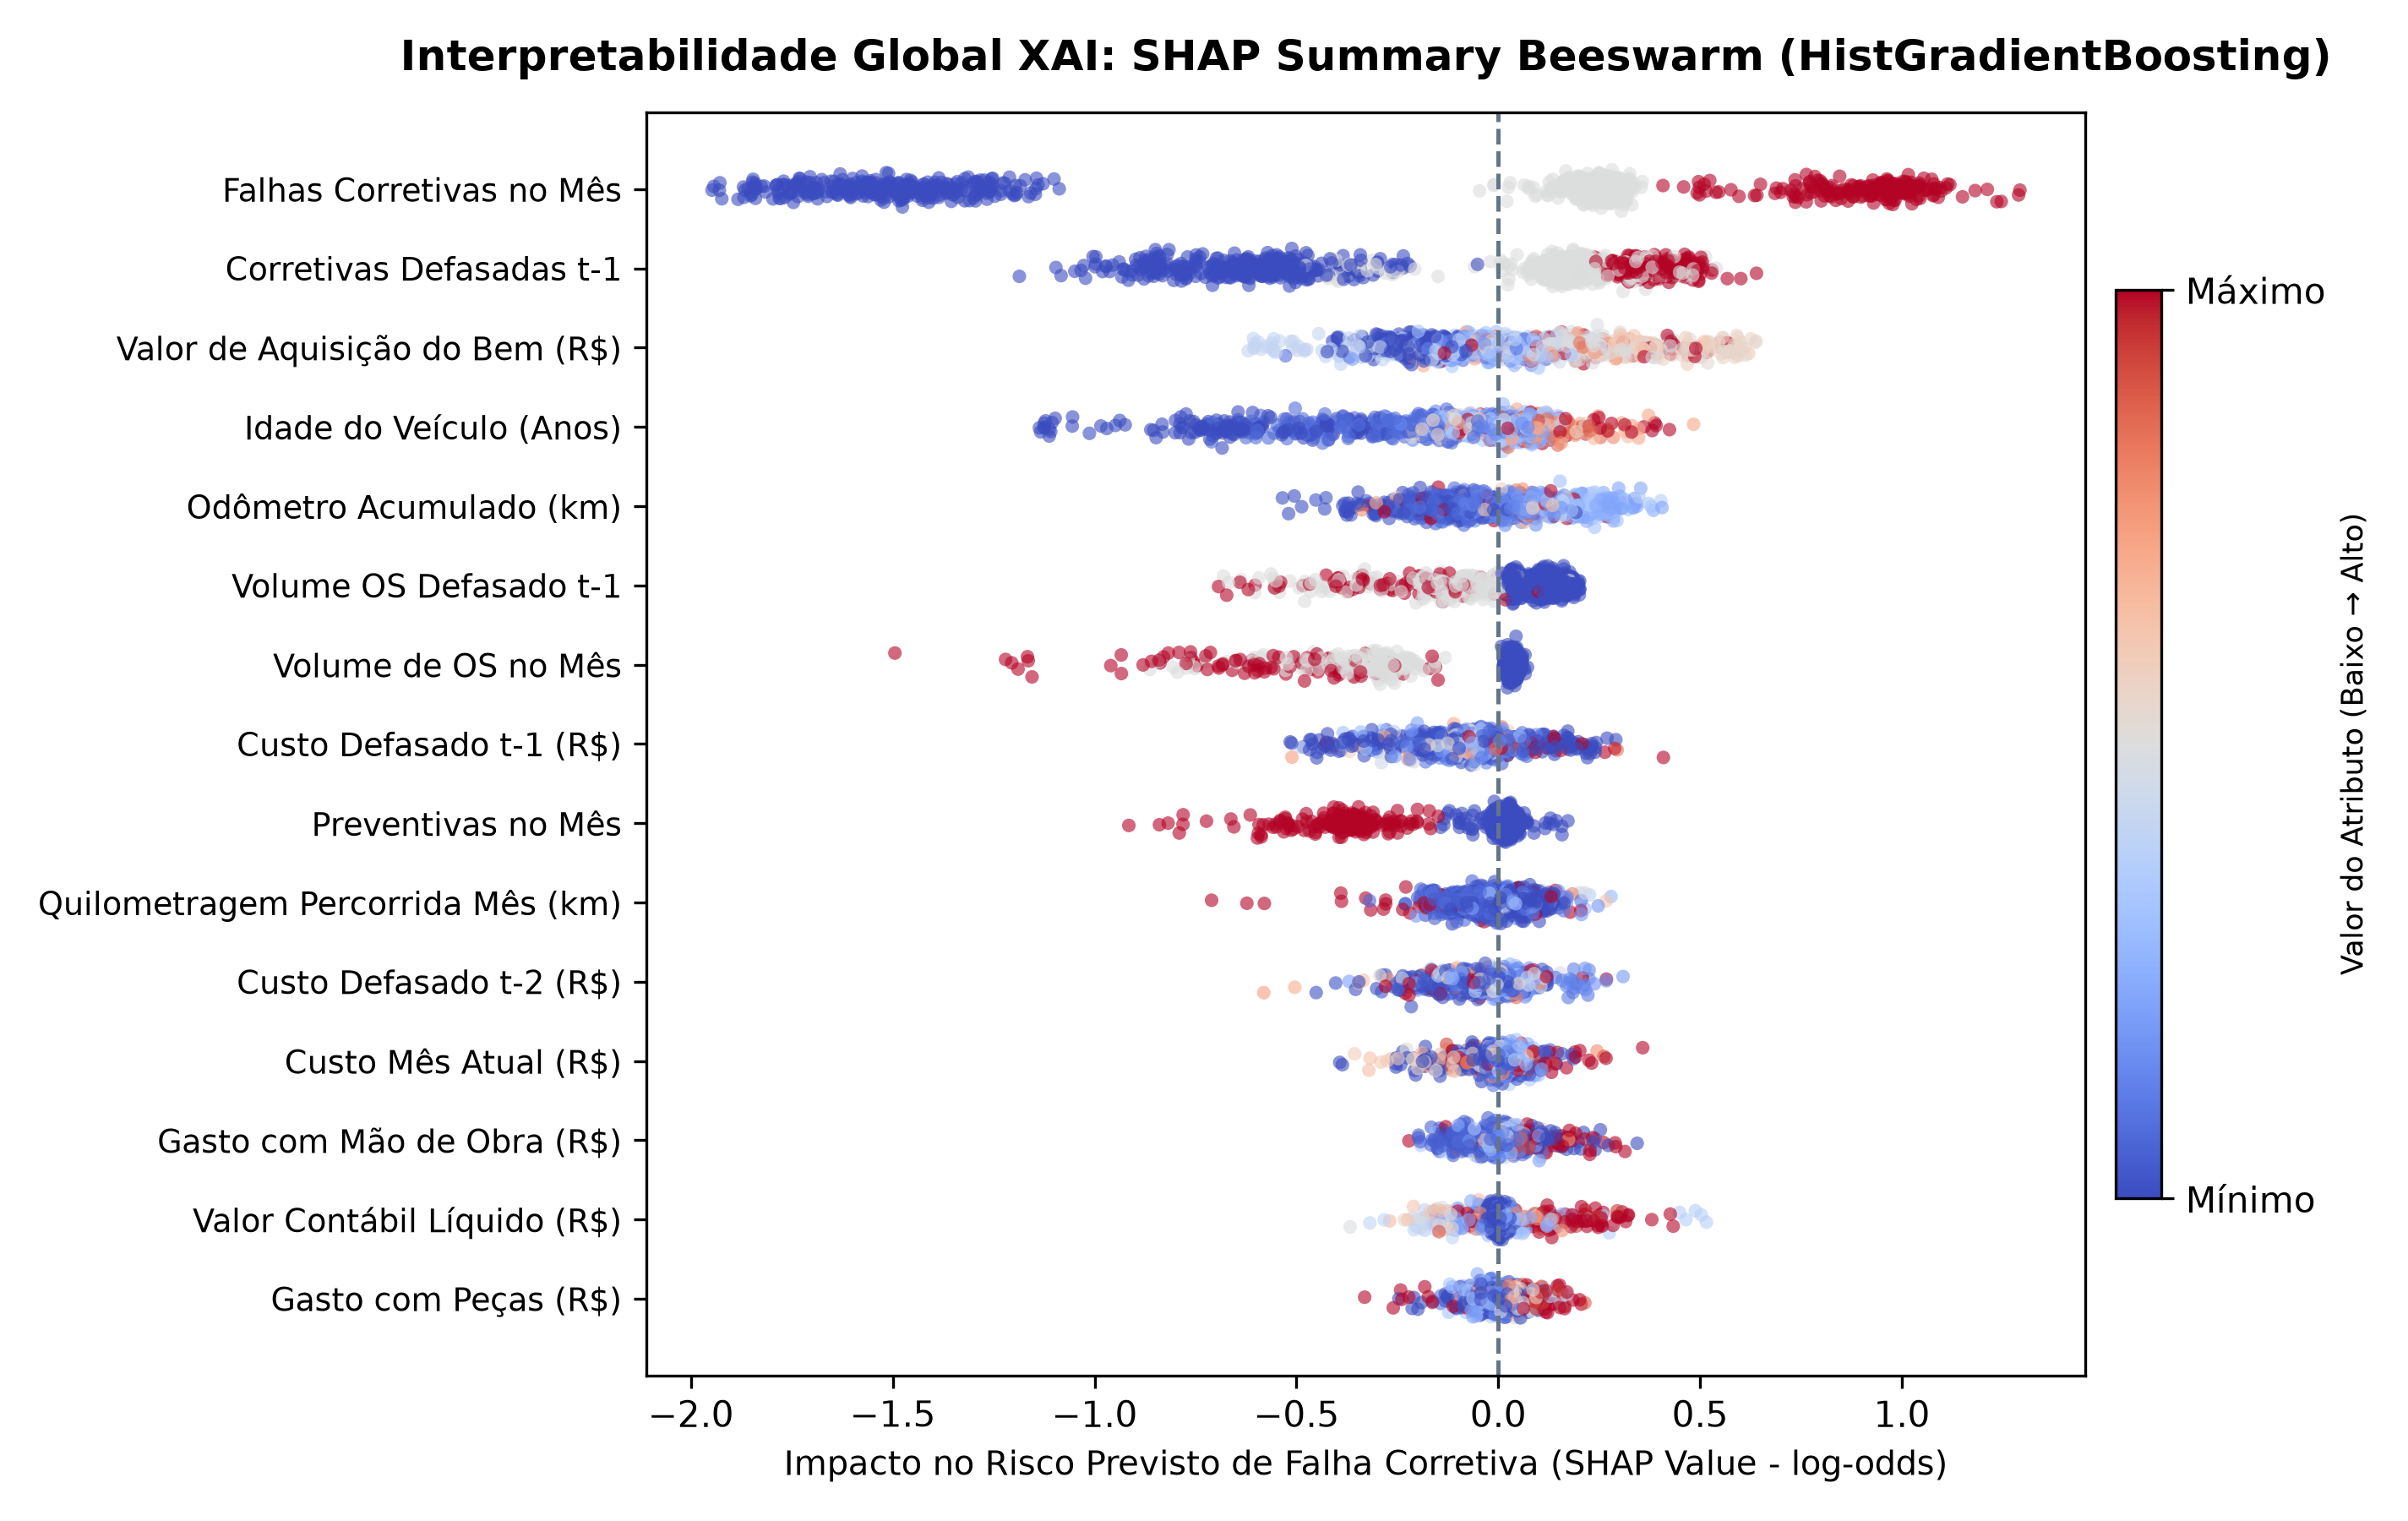 Interpretabilidade Global XAI: SHAP Summary Beeswarm (HistGradientBoosting)
Falhas Corretivas no Mês
Corretivas Defasadas t-1
Valor de Aquisição do Bem (R$)
Idade do Veículo (Anos)
Odômetro Acumulado (km)
Volume OS Defasado t-1
Volume de OS no Mês
Custo Defasado t-1 (R$)
Preventivas no Mês
Quilometragem Percorrida Mês (km)
Custo Defasado t-2 (R$)
Custo Mês Atual (R$)
Gasto com Mão de Obra (R$)
Valor Contábil Líquido (R$)
Gasto com Peças (R$)
−2.0 −1.5 −1.0 −0.5 0.0 0.5 1.0
Impacto no Risco Previsto de Falha Corretiva (SHAP Value - log-odds)
Máximo
Mínimo
Valor do Atributo (Baixo → Alto)